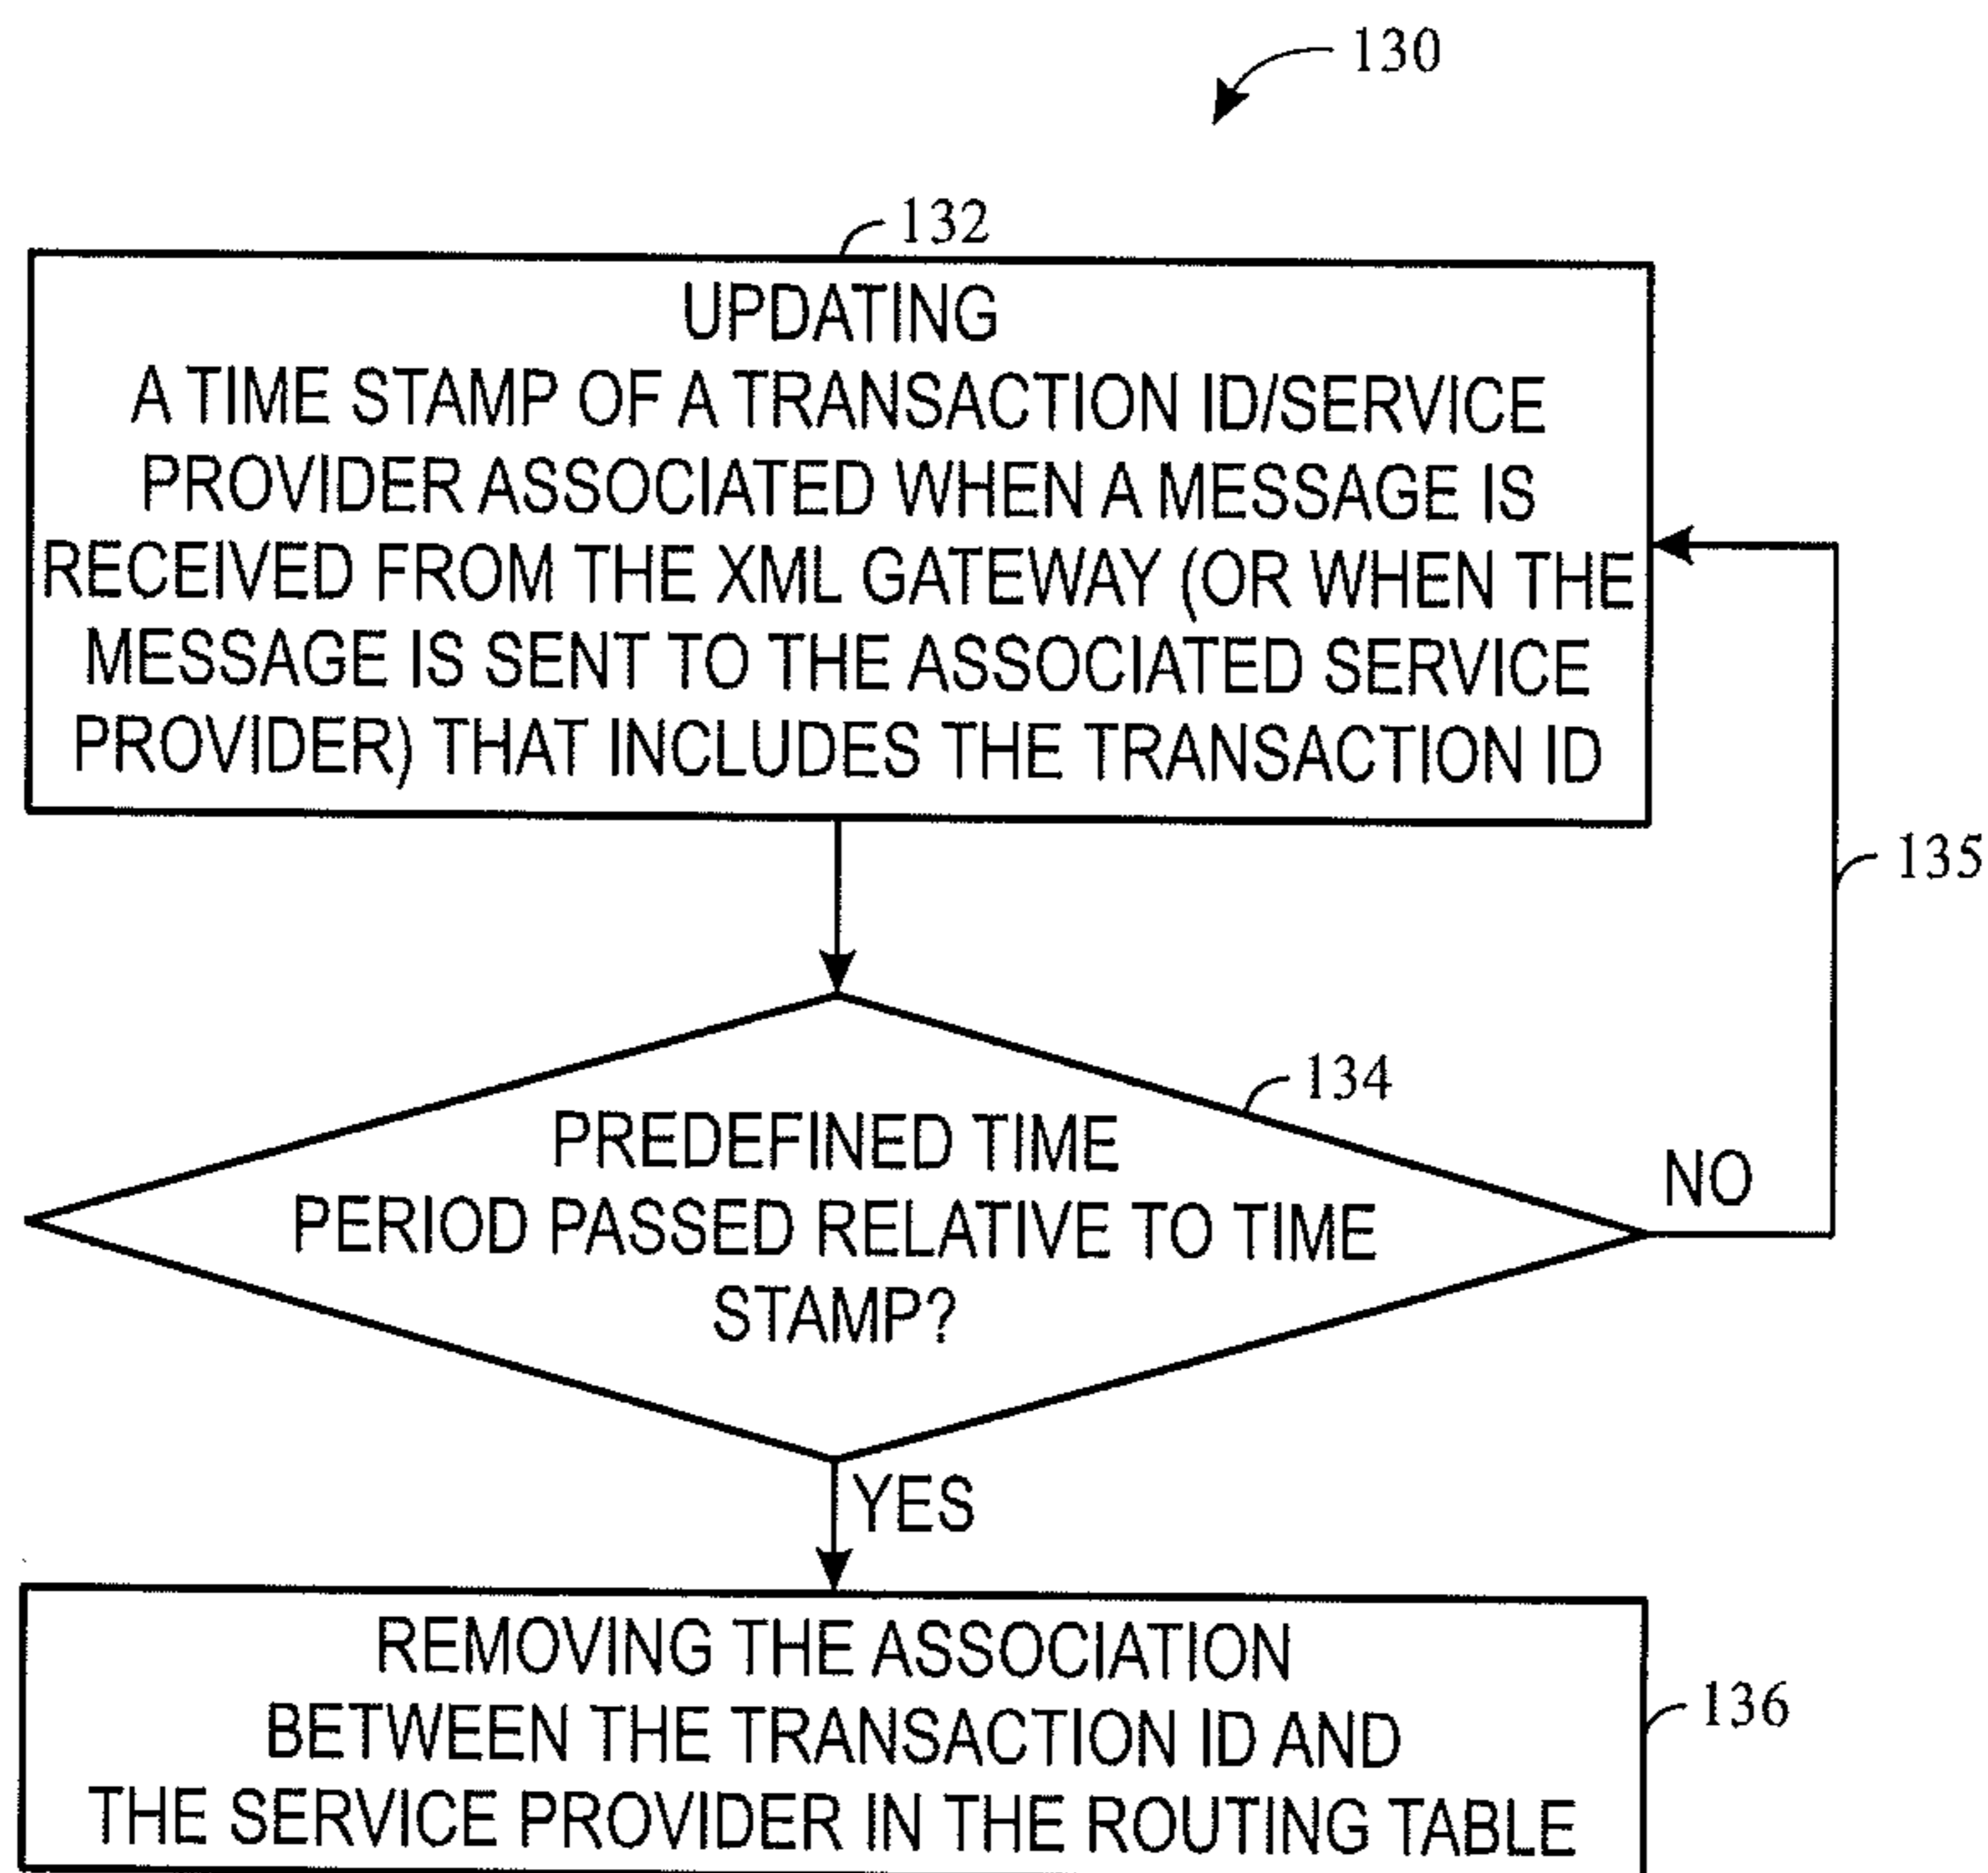 130
132
UPDATING
A TIME STAMP OF A TRANSACTION ID/SERVICE
PROVIDER ASSOCIATED WHEN A MESSAGE IS
RECEIVED FROM THE XML GATEWAY (OR WHEN THE
MESSAGE IS SENT TO THE ASSOCIATED SERVICE
PROVIDER) THAT INCLUDES THE TRANSACTION ID
135
134
PREDEFINED TIME
PERIOD PASSED RELATIVE TO TIME
STAMP?
NO
YES
REMOVING THE ASSOCIATION
BETWEEN THE TRANSACTION ID AND
THE SERVICE PROVIDER IN THE ROUTING TABLE
136